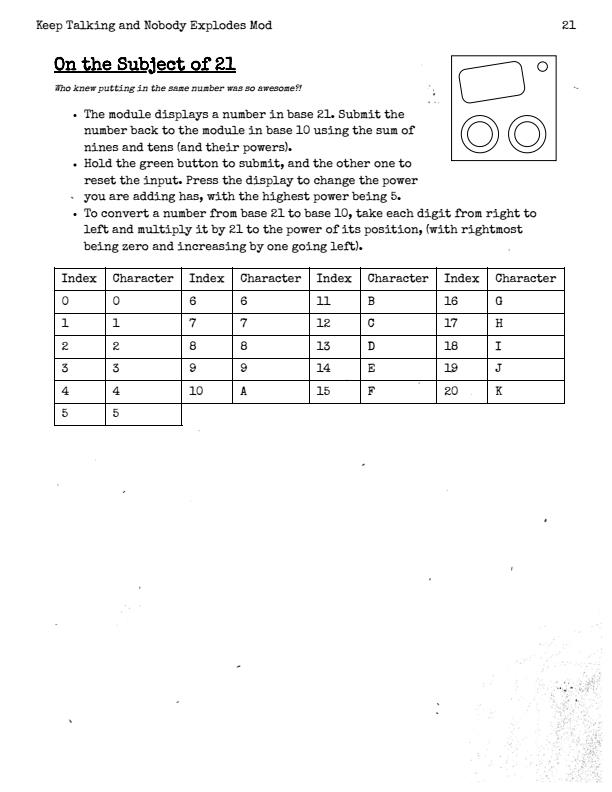 Keep Talking and Nobody Explodes Mod 21
On the Subject of 21
Who knew putting in the same number was so awesome?!
• The module displays a number in base 21. Submit the
number back to the module in base 10 using the sum of
nines and tens (and their powers).
• Hold the green button to submit, and the other one to
reset the input. Press the display to change the power
you are adding has, with the highest power being 5.
• To convert a number from base 21 to base 10, take each digit from right to
left and multiply it by 21 to the power of its position, (with rightmost
being zero and increasing by one going left).
Index Character Index Character Index Character Index Character
0 0 6 6 11 B 16 G
1 1 7 7 12 C 17 H
2 2 8 8 13 D 18 I
3 3 9 9 14 E 19 J
4 4 10 A 15 F 20 K
5 5